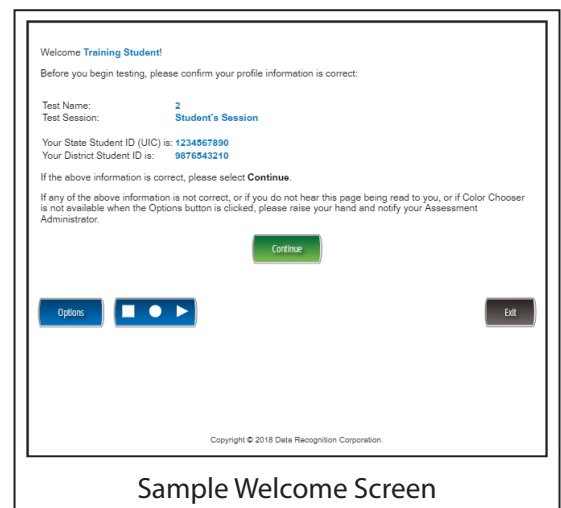 Welcome Training Student!
Before you begin testing, please confirm your profile information is correct:
Test Name: 2
Test Session: Student's Session
Your State Student ID (UIC) is: 1234567890
Your District Student ID is: 9876543210
If the above information is correct, please select Continue.
If any of the above information is not correct, or if you do not hear this page being read to you, or if Color Chooser
is not available when the Options button is clicked, please raise your hand and notify your Assessment
Administrator.
Continue
Options
Exit
Copyright © 2018 Data Recognition Corporation.
Sample Welcome Screen